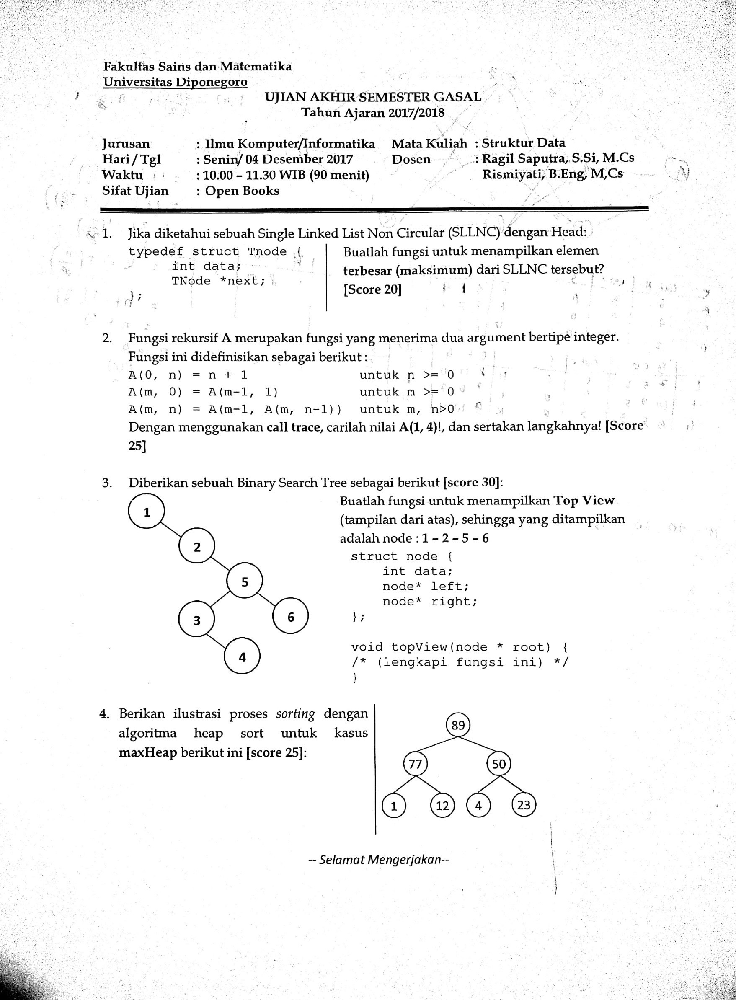 Fakultas Sains dan Matematika
Universitas Diponegoro
UJIAN AKHIR SEMESTER GASAL
Tahun Ajaran 2017/2018
Jurusan : Ilmu Komputer/Informatika Mata Kuliah : Struktur Data
Hari/Tgl : Senin/ 04 Desember 2017 Dosen : Ragil Saputra, S.Si, M.Cs
Waktu : 10.00 – 11.30 WIB (90 menit) Rismiyati, B.Eng, M,Cs
Sifat Ujian : Open Books
1. Jika diketahui sebuah Single Linked List Non Circular (SLLNC) dengan Head:
typedef struct Tnode {
int data;
TNode *next;
};
Buatlah fungsi untuk menampilkan elemen
terbesar (maksimum) dari SLLNC tersebut?
[Score 20]
2. Fungsi rekursif A merupakan fungsi yang menerima dua argument bertipe integer.
Fungsi ini didefinisikan sebagai berikut :
A(0, n) = n + 1 untuk n >= 0
A(m, 0) = A(m-1, 1) untuk m >= 0
A(m, n) = A(m-1, A(m, n-1)) untuk m, n>0
Dengan menggunakan call trace, carilah nilai A(1, 4)!, dan sertakan langkahnya! [Score
25]
3. Diberikan sebuah Binary Search Tree sebagai berikut [score 30]:
1
2
5
3
6
4
Buatlah fungsi untuk menampilkan Top View
(tampilan dari atas), sehingga yang ditampilkan
adalah node : 1 – 2 – 5 – 6
struct node {
int data;
node* left;
node* right;
};
void topView(node * root) {
/* (lengkapi fungsi ini) */
}
4. Berikan ilustrasi proses sorting dengan
algoritma heap sort untuk kasus
maxHeap berikut ini [score 25]:
89
77 50
1 12 4 23
-- Selamat Mengerjakan--